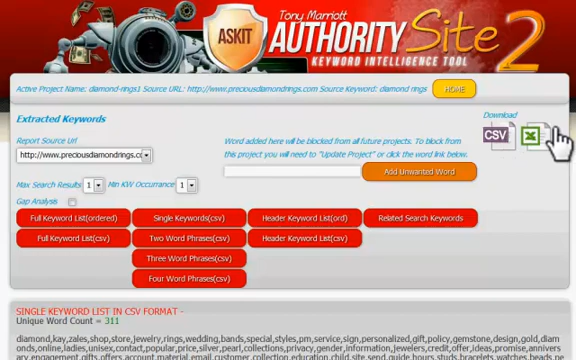 Tony Marriott
ASKIT
AUTHORITY Site 2
KEYWORD INTELLIGENCE TOOL
Active Project Name: diamond-rings1 Source URL: http://www.preciousdiamondrings.com Source Keyword: diamond rings
HOME
Extracted Keywords
Download
CSV
Report Source Url
http://www.preciousdiamondrings.c
Word added here will be blocked from all future projects. To block from
this project you will need to "Update Project" or click the word link below.
Add Unwanted Word
Max Search Results 1 Min KW Occurrance 1
Gap Analysis
Full Keyword List(ordered)
Single Keywords(csv)
Header Keyword List(ord)
Related Search Keywords
Full Keyword List(csv)
Two Word Phrases(csv)
Header Keyword List(csv)
Three Word Phrases(csv)
Four Word Phrases(csv)
SINGLE KEYWORD LIST IN CSV FORMAT -
Unique Word Count = 311
diamond,kay,zales,shop,store,jewelry,rings,wedding,bands,special,styles,pm,service,sign,personalized,gift,policy,gemstone,design,gold,diam
onds,online,ladies,unisex,contact,popular,price,silver,pearl,collections,privacy,gender,information,jewelers,credit,offer,ideas,promise,anniv